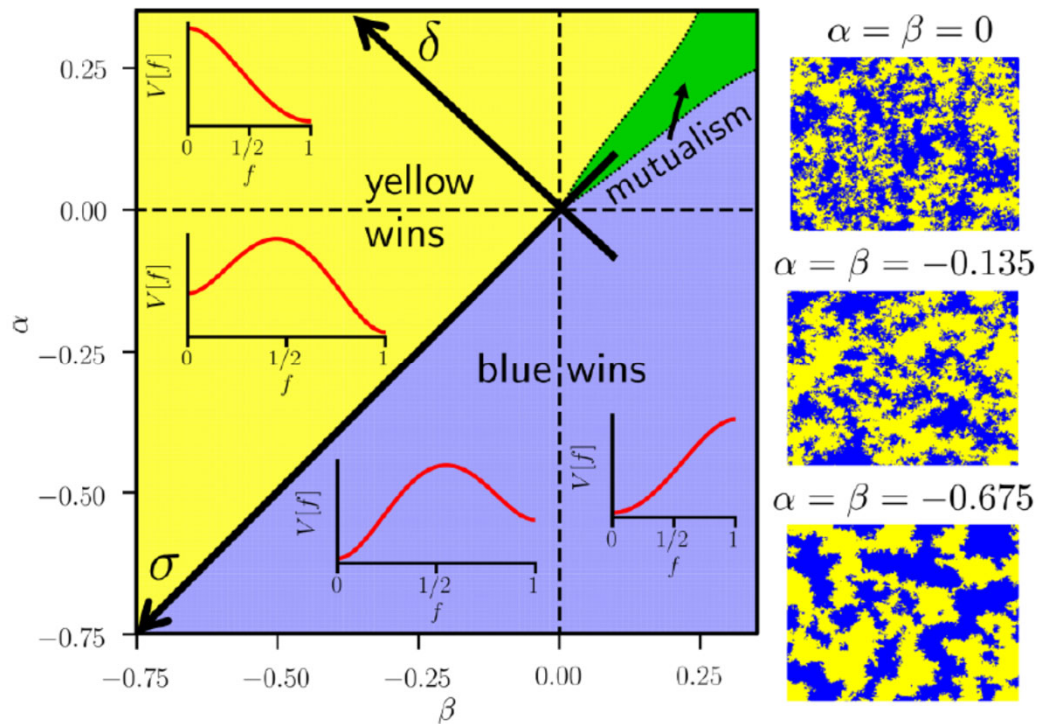 α = β = 0
δ
0.25
V[f]
0
1/2
1
f
mutualism
yellow
wins
0.00
α = β = −0.135
V[f]
0
1/2
1
f
α
−0.25
blue wins
V[f]
0
1/2
1
f
V[f]
0
1/2
1
f
−0.50
α = β = −0.675
σ
−0.75
−0.75
−0.50
−0.25
0.00
0.25
β